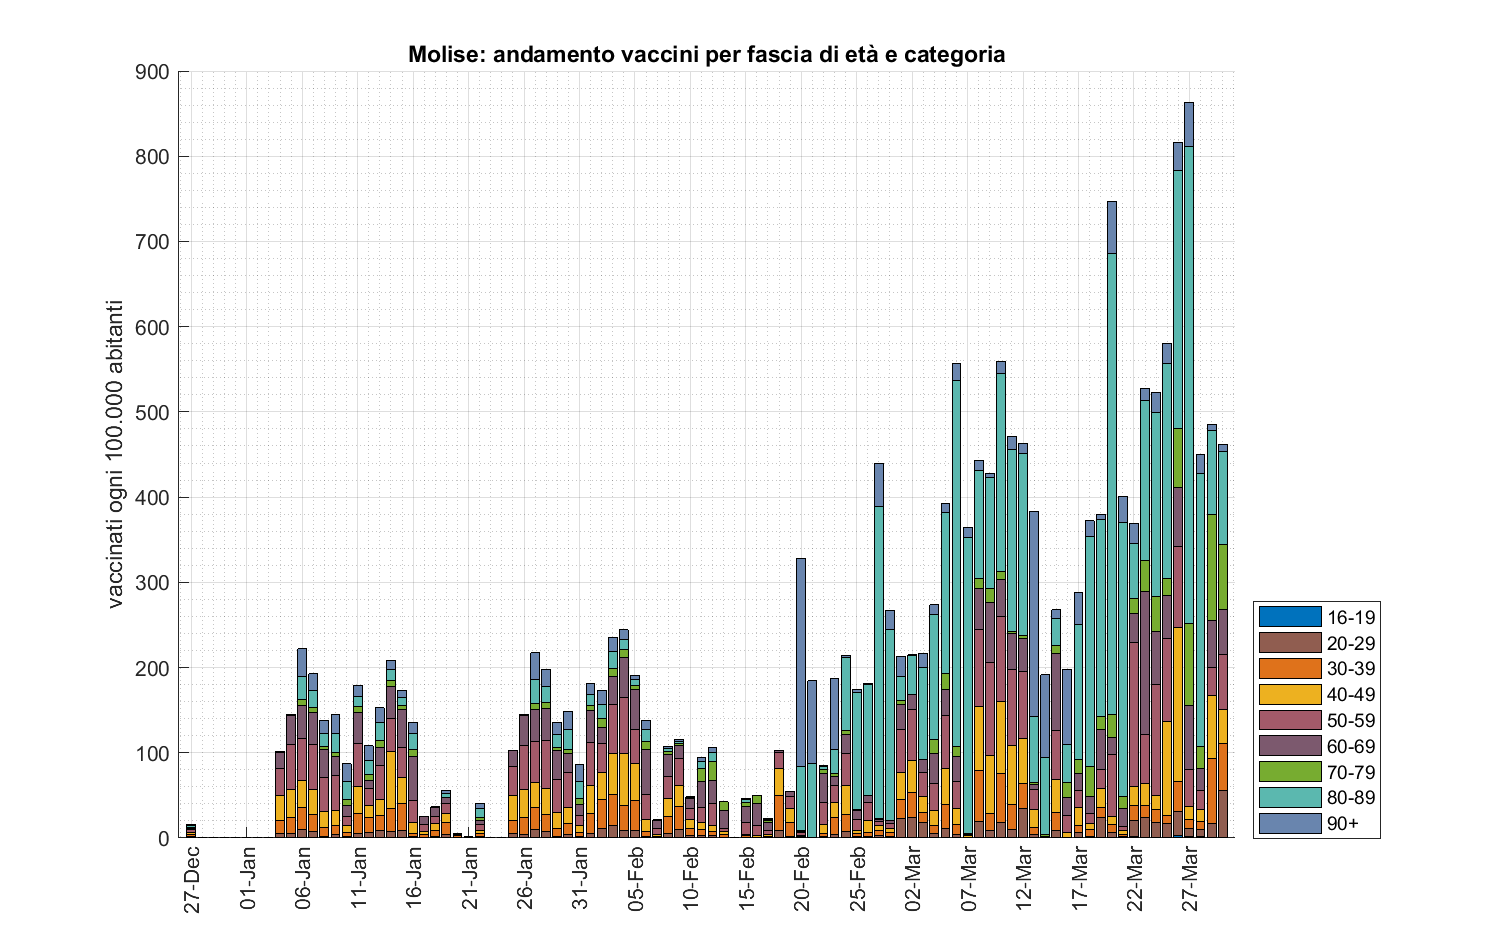 Molise: andamento vaccini per fascia di età e categoria
vaccinati ogni 100.000 abitanti
900
800
700
600
500
400
300
200
100
0
27-Dec
01-Jan
06-Jan
11-Jan
16-Jan
21-Jan
26-Jan
31-Jan
05-Feb
10-Feb
15-Feb
20-Feb
25-Feb
02-Mar
07-Mar
12-Mar
17-Mar
22-Mar
27-Mar
16-19
20-29
30-39
40-49
50-59
60-69
70-79
80-89
90+